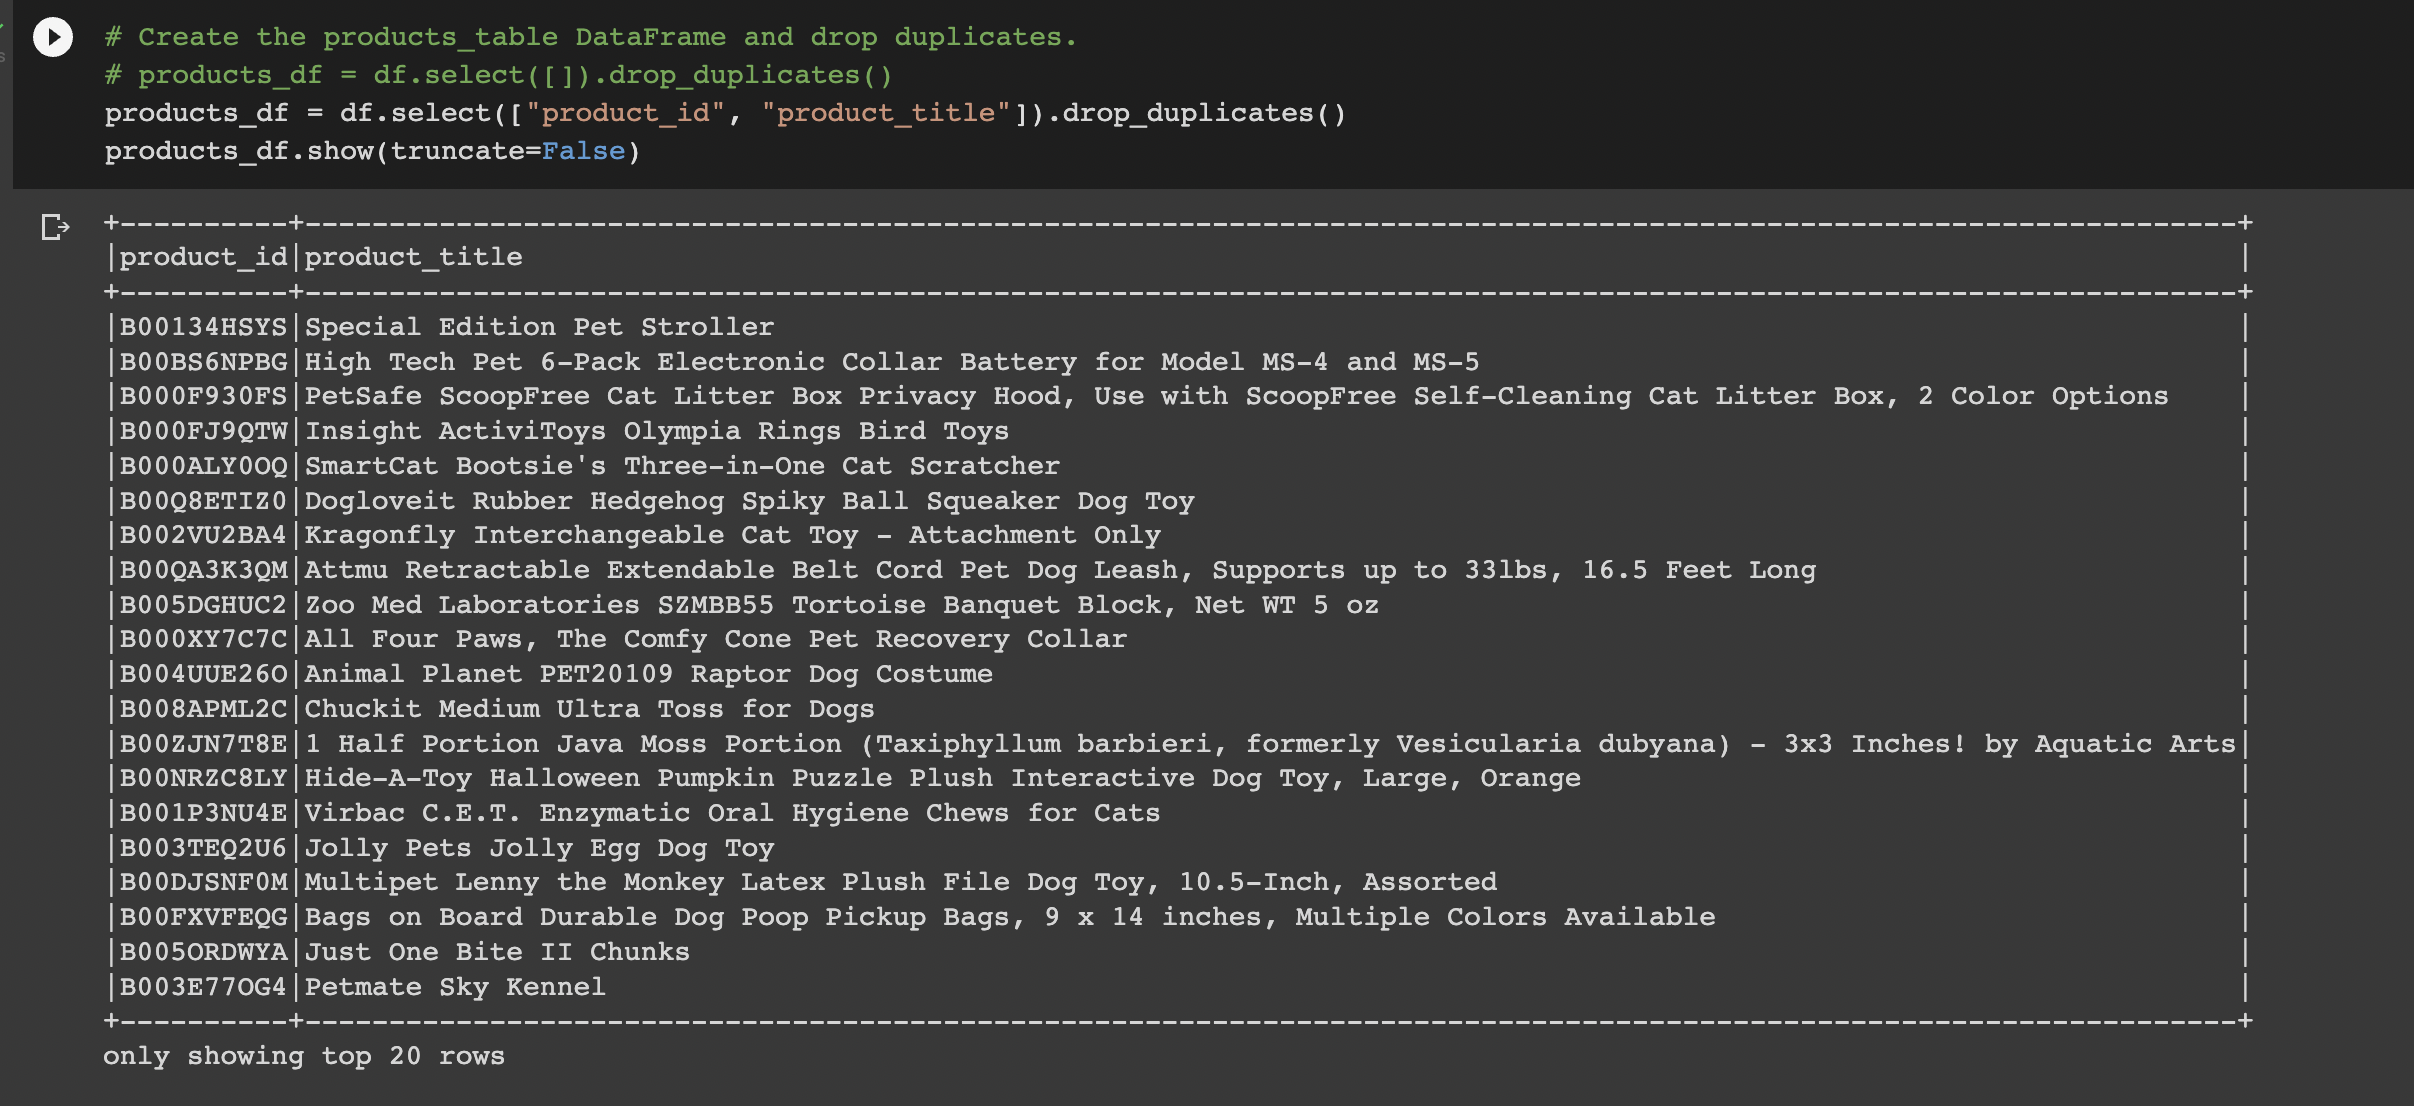 # Create the products_table DataFrame and drop duplicates.
# products_df = df.select([]).drop_duplicates()
products_df = df.select(["product_id", "product_title"]).drop_duplicates()
products_df.show(truncate=False)
+----------+-------------------------------------------------------------------------------------------------------------------+
|product_id|product_title                                                                                                      |
+----------+-------------------------------------------------------------------------------------------------------------------+
|B00134HSYS|Special Edition Pet Stroller                                                                                       |
|B00BS6NPBG|High Tech Pet 6-Pack Electronic Collar Battery for Model MS-4 and MS-5                                             |
|B000F930FS|PetSafe ScoopFree Cat Litter Box Privacy Hood, Use with ScoopFree Self-Cleaning Cat Litter Box, 2 Color Options    |
|B000FJ9QTW|Insight ActiviToys Olympia Rings Bird Toys                                                                         |
|B000ALY0OQ|SmartCat Bootsie's Three-in-One Cat Scratcher                                                                      |
|B00Q8ETIZ0|Dogloveit Rubber Hedgehog Spiky Ball Squeaker Dog Toy                                                              |
|B002VU2BA4|Kragonfly Interchangeable Cat Toy - Attachment Only                                                                |
|B00QA3K3QM|Attmu Retractable Extendable Belt Cord Pet Dog Leash, Supports up to 33lbs, 16.5 Feet Long                         |
|B005DGHUC2|Zoo Med Laboratories SZMBB55 Tortoise Banquet Block, Net WT 5 oz                                                   |
|B000XY7C7C|All Four Paws, The Comfy Cone Pet Recovery Collar                                                                  |
|B004UUE26O|Animal Planet PET20109 Raptor Dog Costume                                                                          |
|B008APML2C|Chuckit Medium Ultra Toss for Dogs                                                                                 |
|B00ZJN7T8E|1 Half Portion Java Moss Portion (Taxiphyllum barbieri, formerly Vesicularia dubyana) - 3x3 Inches! by Aquatic Arts|
|B00NRZC8LY|Hide-A-Toy Halloween Pumpkin Puzzle Plush Interactive Dog Toy, Large, Orange                                       |
|B001P3NU4E|Virbac C.E.T. Enzymatic Oral Hygiene Chews for Cats                                                                |
|B003TEQ2U6|Jolly Pets Jolly Egg Dog Toy                                                                                       |
|B00DJSNF0M|Multipet Lenny the Monkey Latex Plush File Dog Toy, 10.5-Inch, Assorted                                            |
|B00FXVFEQG|Bags on Board Durable Dog Poop Pickup Bags, 9 x 14 inches, Multiple Colors Available                               |
|B005ORDWYA|Just One Bite II Chunks                                                                                            |
|B003E77OG4|Petmate Sky Kennel                                                                                                 |
+----------+-------------------------------------------------------------------------------------------------------------------+
only showing top 20 rows